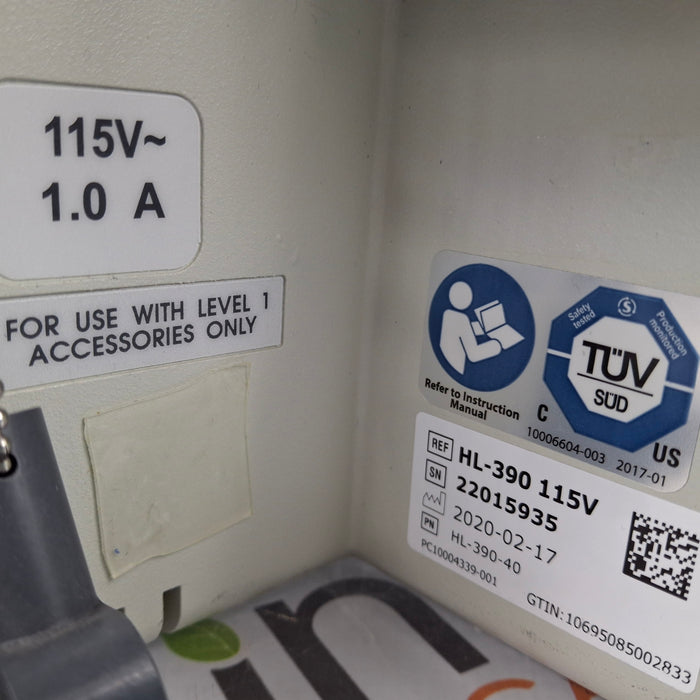 115V~
1.0 A
FOR USE WITH LEVEL 1
ACCESSORIES ONLY
Refer to Instruction
Manual
Safety
tested
S
Production
monitored
TÜV
SÜD
C
US
10006604-003 2017-01
REF HL-390 115V
SN 22015935
2020-02-17
PN HL-390-40
PC10004339-001
GTIN:10695085002833
in